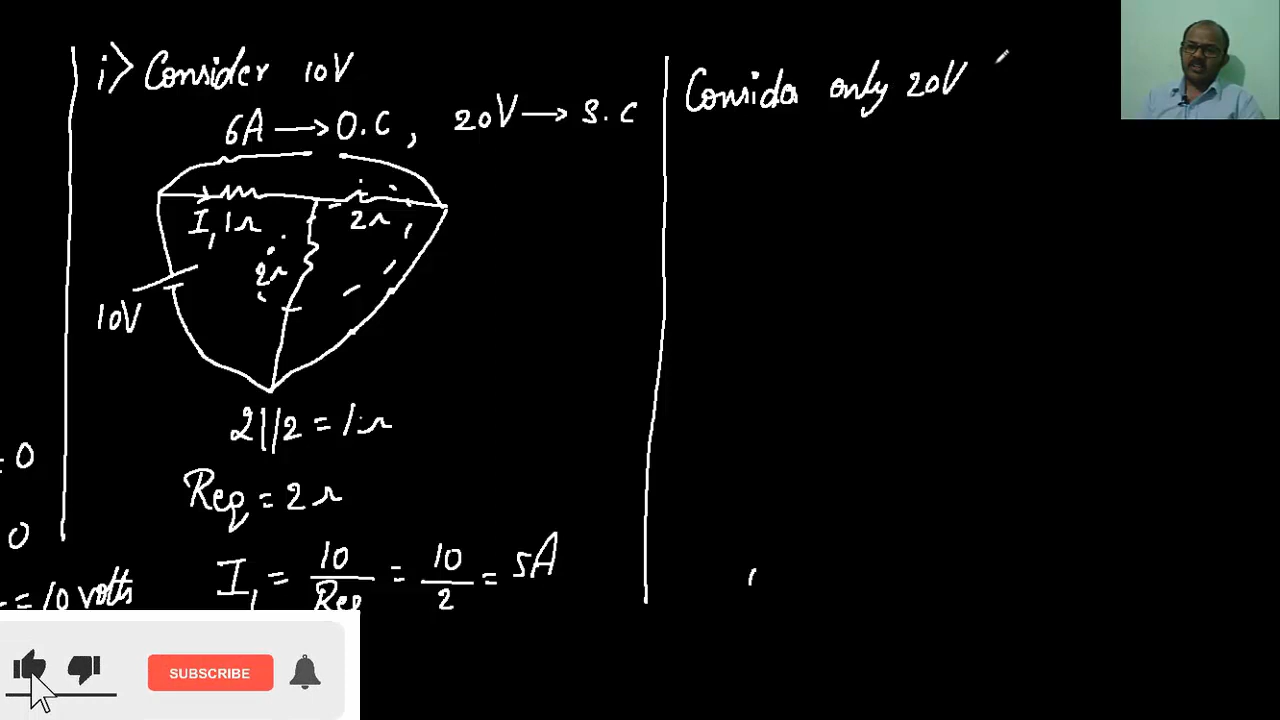 = 0
0
= 10 volts
i) Consider 10V
6A → O.C, 20V → S.C
I₁ 1Ω
2Ω
2Ω
10V
2||2 = 1Ω
Req = 2Ω
I₁ = 10/Req = 10/2 = 5A
Consider only 20V
SUBSCRIBE